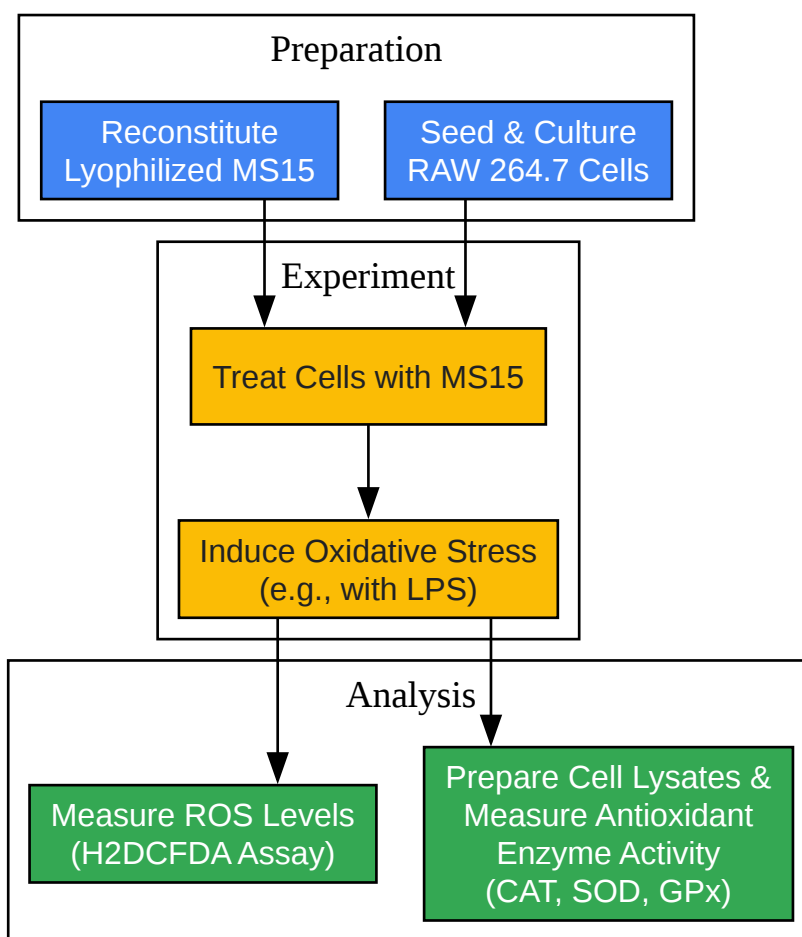 Preparation
Reconstitute
Lyophilized MS15
Seed & Culture
RAW 264.7 Cells
Experiment
Treat Cells with MS15
Induce Oxidative Stress
(e.g., with LPS)
Analysis
Measure ROS Levels
(H2DCFDA Assay)
Prepare Cell Lysates &
Measure Antioxidant
Enzyme Activity
(CAT, SOD, GPx)